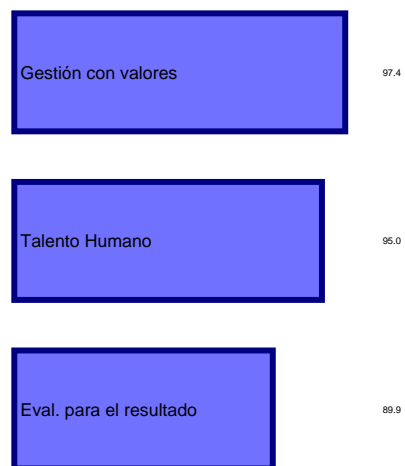 Gestión con valores 97.4
Talento Humano 95.0
Eval. para el resultado 89.9